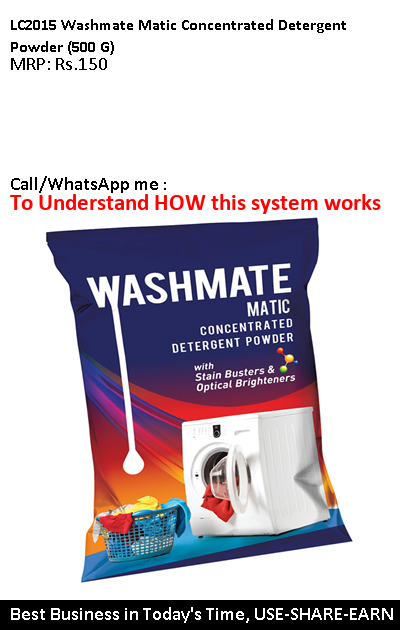 LC2015 Washmate Matic Concentrated Detergent
Powder (500 G)
MRP: Rs.150
Call/WhatsApp me :
To Understand HOW this system works
WASHMATE
MATIC
CONCENTRATED
DETERGENT POWDER
with
Stain Busters &
Optical Brighteners
Best Business in Today's Time, USE-SHARE-EARN